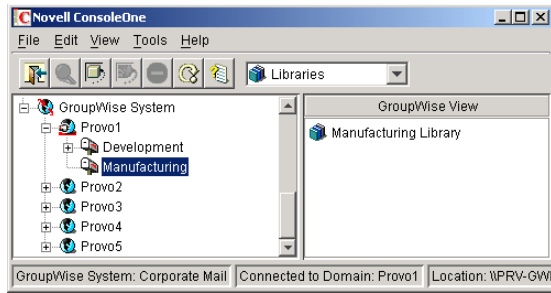 Novell ConsoleOne
File Edit View Tools Help
Libraries
GroupWise System
Provo1
Development
Manufacturing
Provo2
Provo3
Provo4
Provo5
GroupWise View
Manufacturing Library
GroupWise System: Corporate Mail Connected to Domain: Provo1 Location: \\PRV-GW